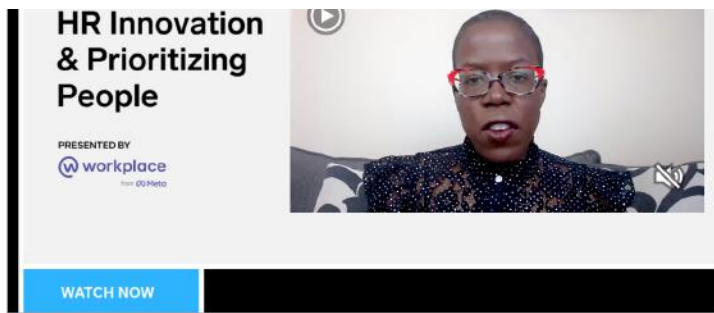 HR Innovation
& Prioritizing
People
PRESENTED BY
workplace
from Meta
WATCH NOW